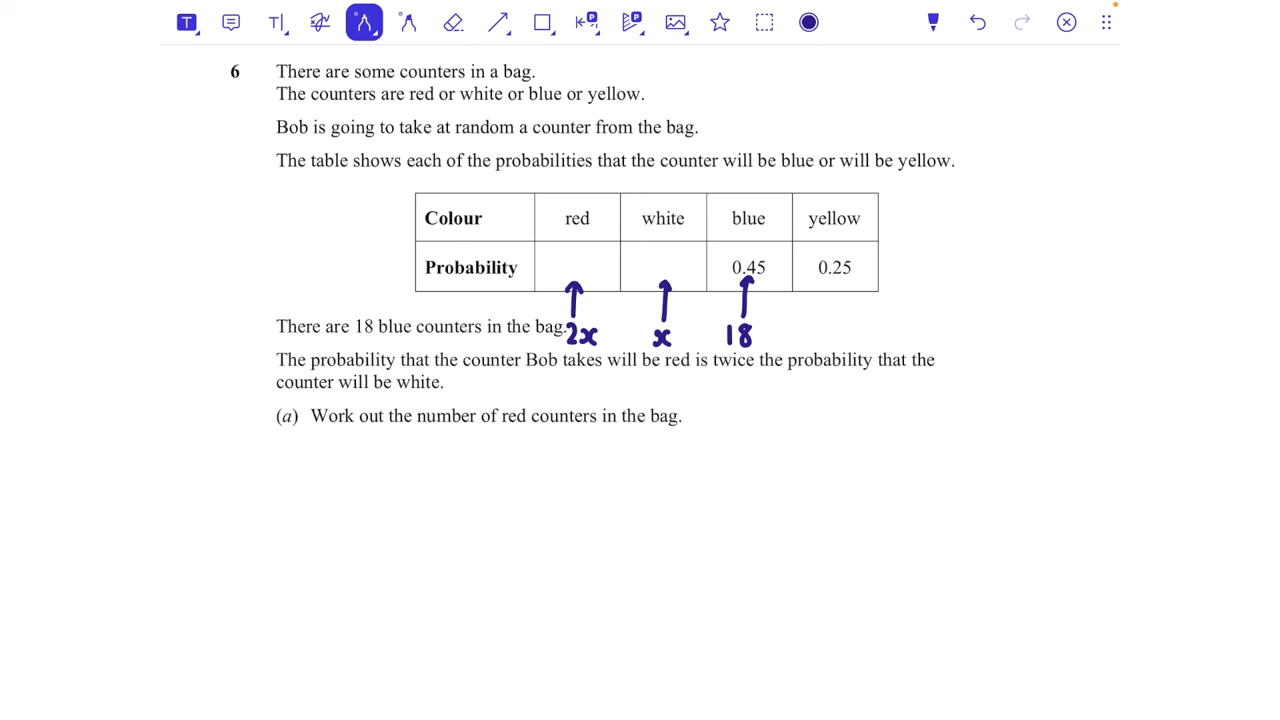 6 There are some counters in a bag.
The counters are red or white or blue or yellow.
Bob is going to take at random a counter from the bag.
The table shows each of the probabilities that the counter will be blue or will be yellow.
Colour red white blue yellow
Probability 0.45 0.25
There are 18 blue counters in the bag. 2x x 18
The probability that the counter Bob takes will be red is twice the probability that the
counter will be white.
(a) Work out the number of red counters in the bag.